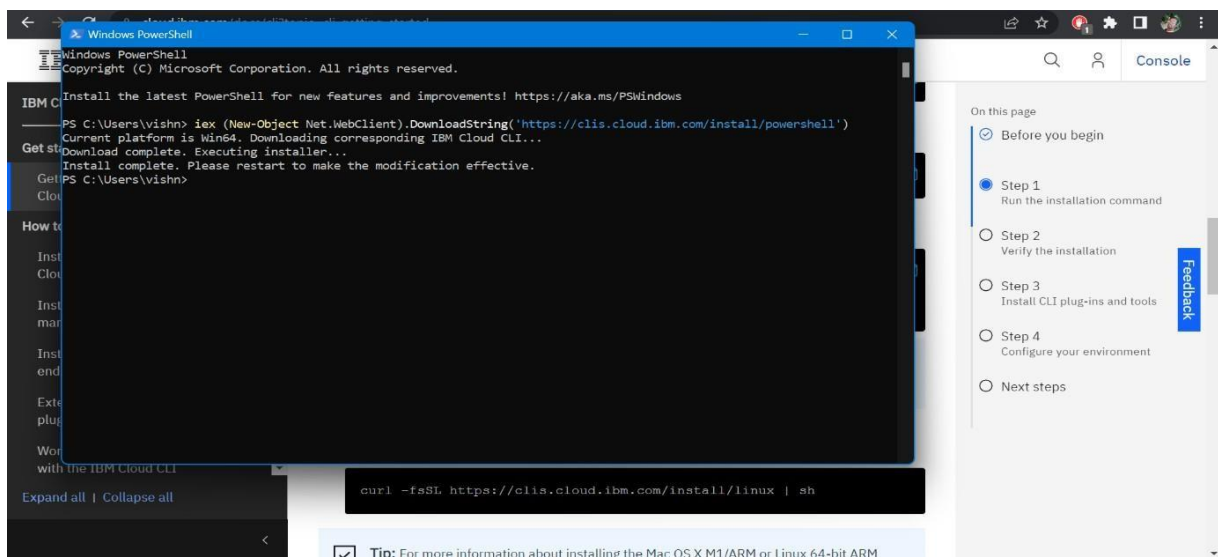 Windows PowerShell
Windows PowerShell
Copyright (C) Microsoft Corporation. All rights reserved.
Install the latest PowerShell for new features and improvements! https://aka.ms/PSWindows
PS C:\Users\vishn> iex (New-Object Net.WebClient).DownloadString('https://clis.cloud.ibm.com/install/powershell')
Current platform is Win64. Downloading corresponding IBM Cloud CLI...
Download complete. Executing installer...
Install complete. Please restart to make the modification effective.
PS C:\Users\vishn>
IBM
Get
How
with the IBM Cloud CLI
Expand all | Collapse all
curl -fsSL https://clis.cloud.ibm.com/install/linux | sh
Tip: For more information about installing the Mac OS X M1/ARM or Linux 64-bit ARM
Console
On this page
Before you begin
Step 1
Run the installation command
Step 2
Verify the installation
Step 3
Install CLI plug-ins and tools
Step 4
Configure your environment
Next steps
Feedback